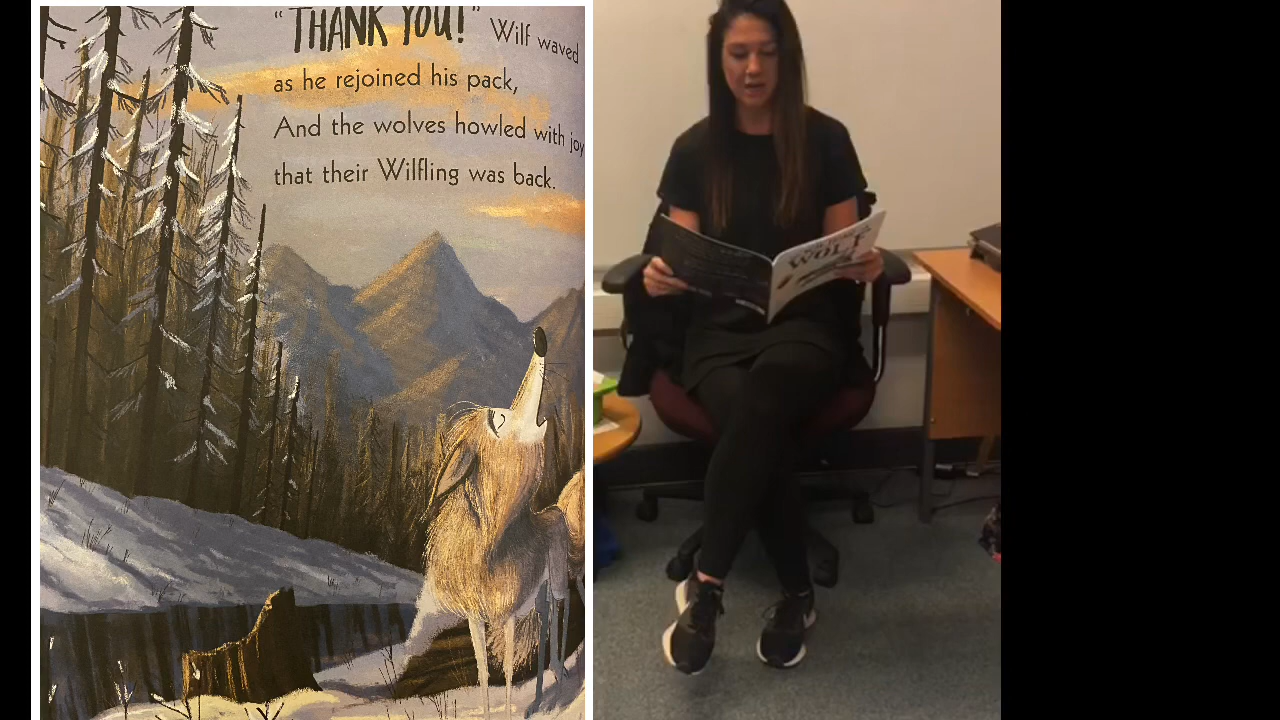 "THANK YOU!" Wilf waved
as he rejoined his pack,
And the wolves howled with joy
that their Wilfling was back.
WOLF